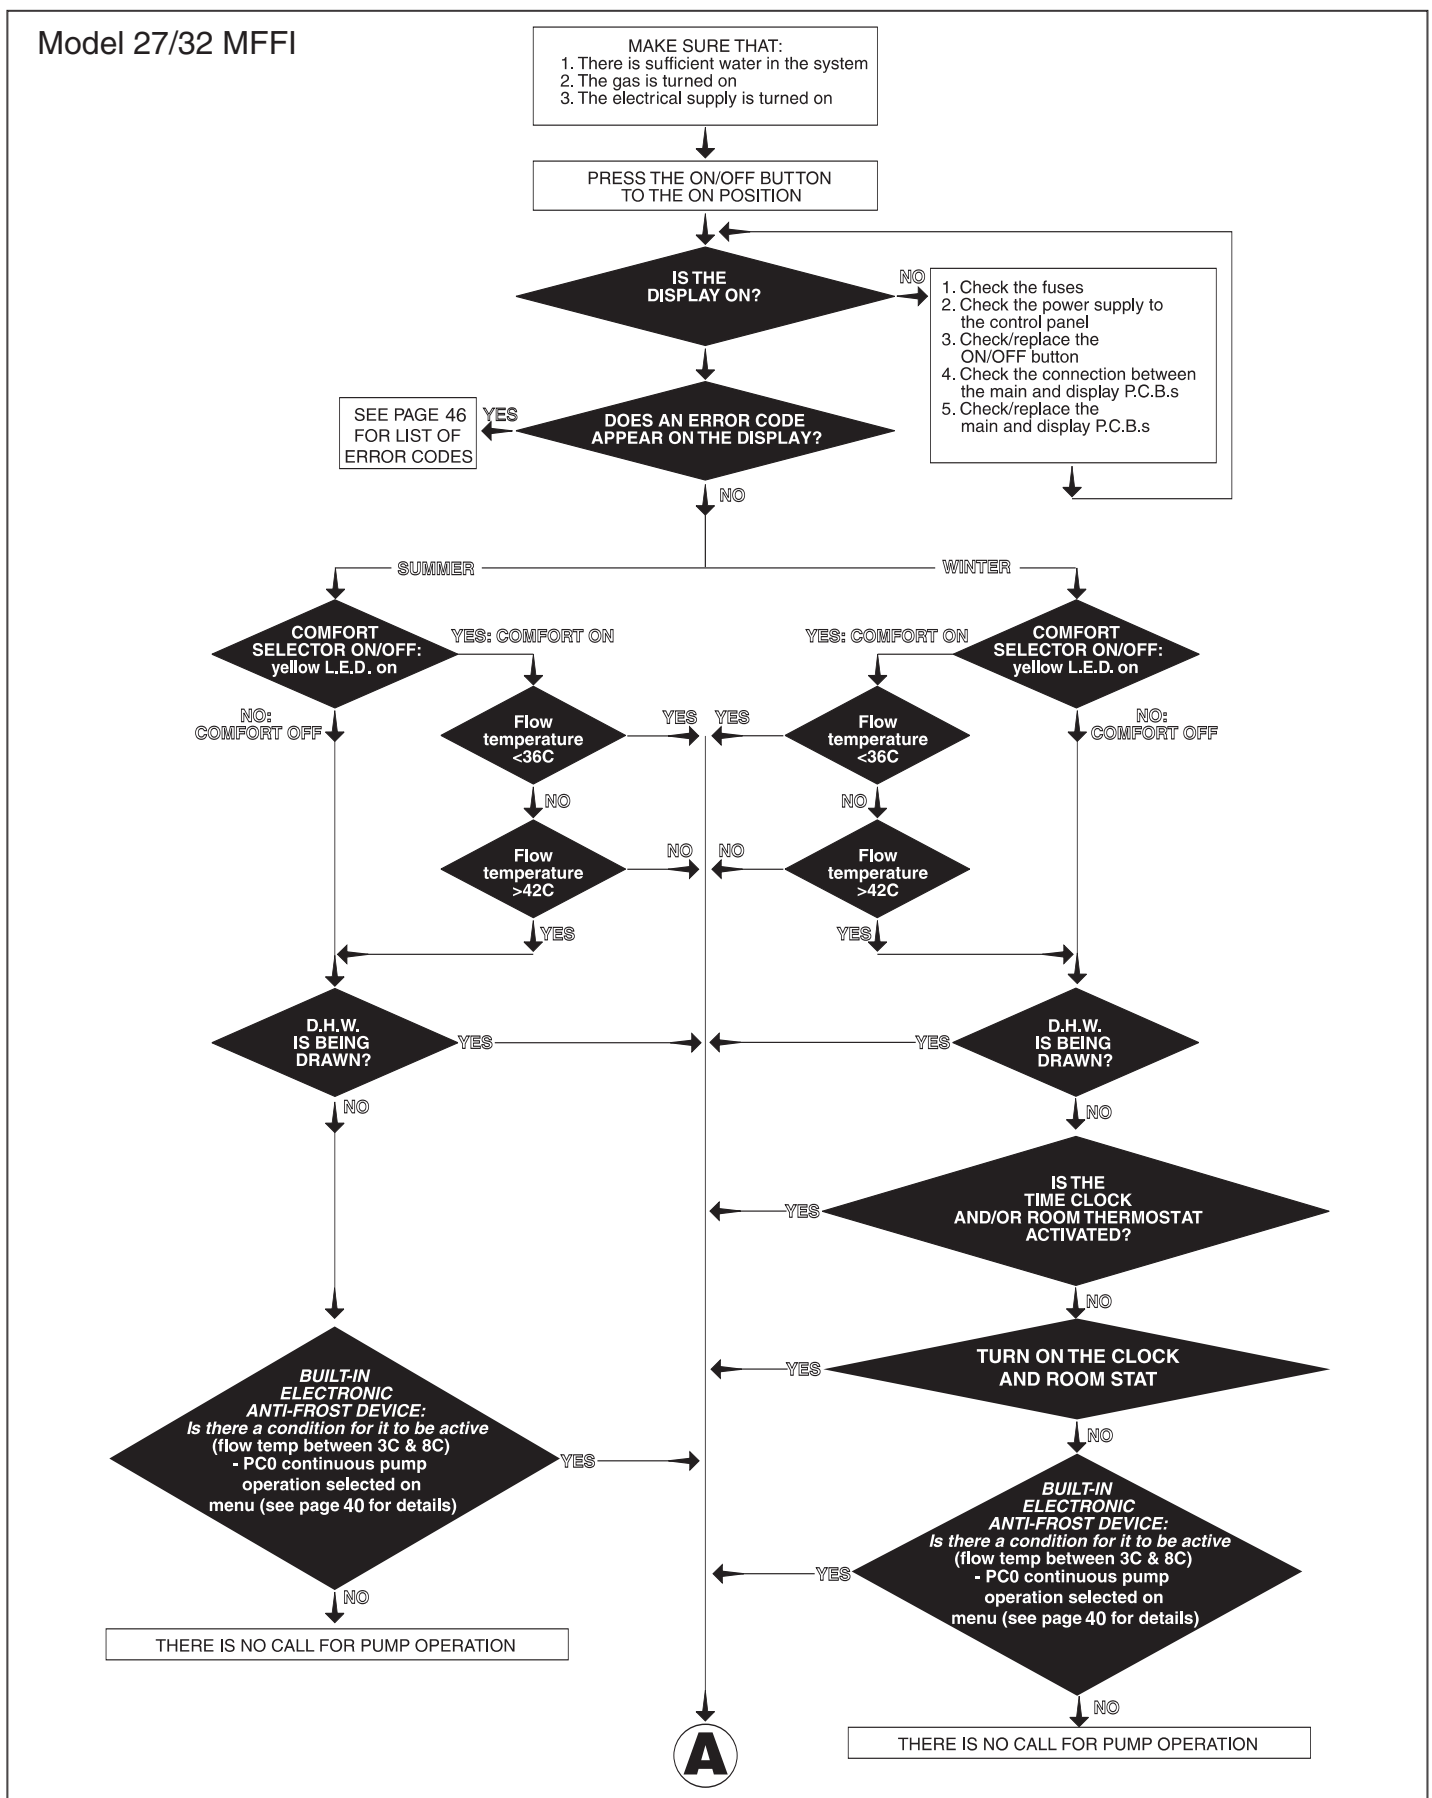 Model 27/32 MFFI
MAKE SURE THAT:
1. There is sufficient water in the system
2. The gas is turned on
3. The electrical supply is turned on
PRESS THE ON/OFF BUTTON
TO THE ON POSITION
IS THE
DISPLAY ON?
NO
1. Check the fuses
2. Check the power supply to
the control panel
3. Check/replace the
ON/OFF button
4. Check the connection between
the main and display P.C.B.s
5. Check/replace the
main and display P.C.B.s
DOES AN ERROR CODE
APPEAR ON THE DISPLAY?
YES
SEE PAGE 46
FOR LIST OF
ERROR CODES
NO
SUMMER
WINTER
COMFORT
SELECTOR ON/OFF:
yellow L.E.D. on
YES: COMFORT ON
YES: COMFORT ON
COMFORT
SELECTOR ON/OFF:
yellow L.E.D. on
NO:
COMFORT OFF
Flow
temperature
<36C
YES
YES
Flow
temperature
<36C
NO:
COMFORT OFF
NO
NO
Flow
temperature
>42C
NO
NO
Flow
temperature
>42C
YES
YES
D.H.W.
IS BEING
DRAWN?
YES
YES
D.H.W.
IS BEING
DRAWN?
NO
NO
YES
IS THE
TIME CLOCK
AND/OR ROOM THERMOSTAT
ACTIVATED?
NO
YES
TURN ON THE CLOCK
AND ROOM STAT
NO
BUILT-IN
ELECTRONIC
ANTI-FROST DEVICE:
Is there a condition for it to be active
(flow temp between 3C & 8C)
- PC0 continuous pump
operation selected on
menu (see page 40 for details)
YES
NO
THERE IS NO CALL FOR PUMP OPERATION
YES
BUILT-IN
ELECTRONIC
ANTI-FROST DEVICE:
Is there a condition for it to be active
(flow temp between 3C & 8C)
- PC0 continuous pump
operation selected on
menu (see page 40 for details)
NO
THERE IS NO CALL FOR PUMP OPERATION
A